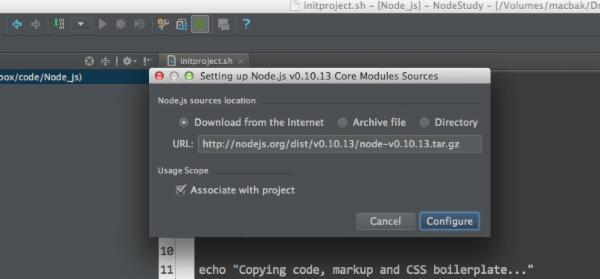 initproject.sh - [Node_js] - NodeStudy - [/Volumes/macbak/Dr
initproject.sh
box/code/Node_js)
Setting up Node.js v0.10.13 Core Modules Sources
Node.js sources location
Download from the Internet Archive file Directory
URL: http://nodejs.org/dist/v0.10.13/node-v0.10.13.tar.gz
Usage Scope
Associate with project
Cancel Configure
10
11 echo "Copying code, markup and CSS boilerplate..."